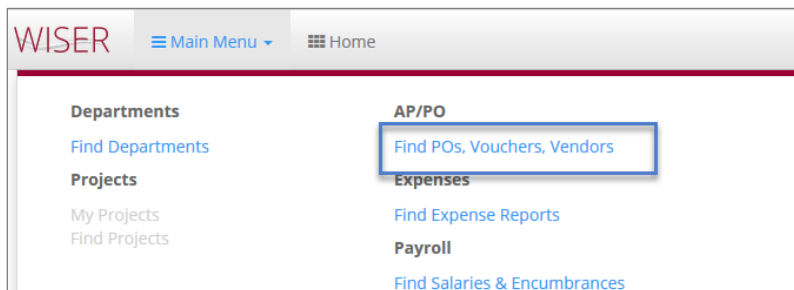 WISER Main Menu Home
Departments
Find Departments
Projects
My Projects
Find Projects
AP/PO
Find POs, Vouchers, Vendors
Expenses
Find Expense Reports
Payroll
Find Salaries & Encumbrances